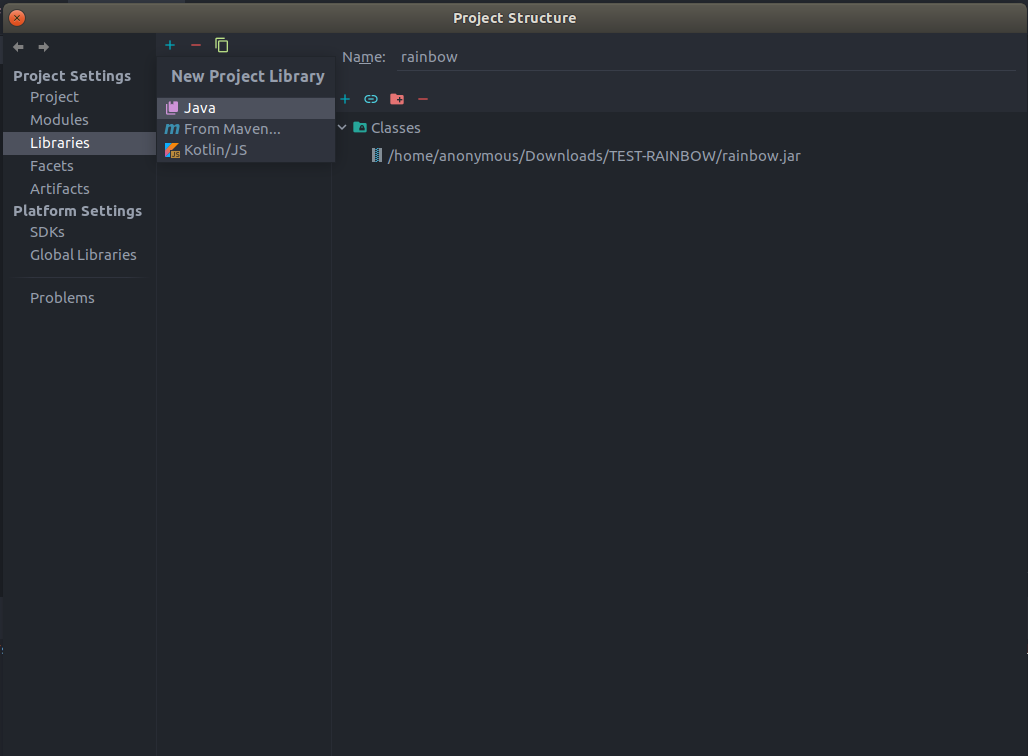 Project Structure
Project Settings
Project
Modules
Libraries
Facets
Artifacts
Platform Settings
SDKs
Global Libraries
Problems
New Project Library
Java
From Maven...
Kotlin/JS
Name: rainbow
Classes
/home/anonymous/Downloads/TEST-RAINBOW/rainbow.jar